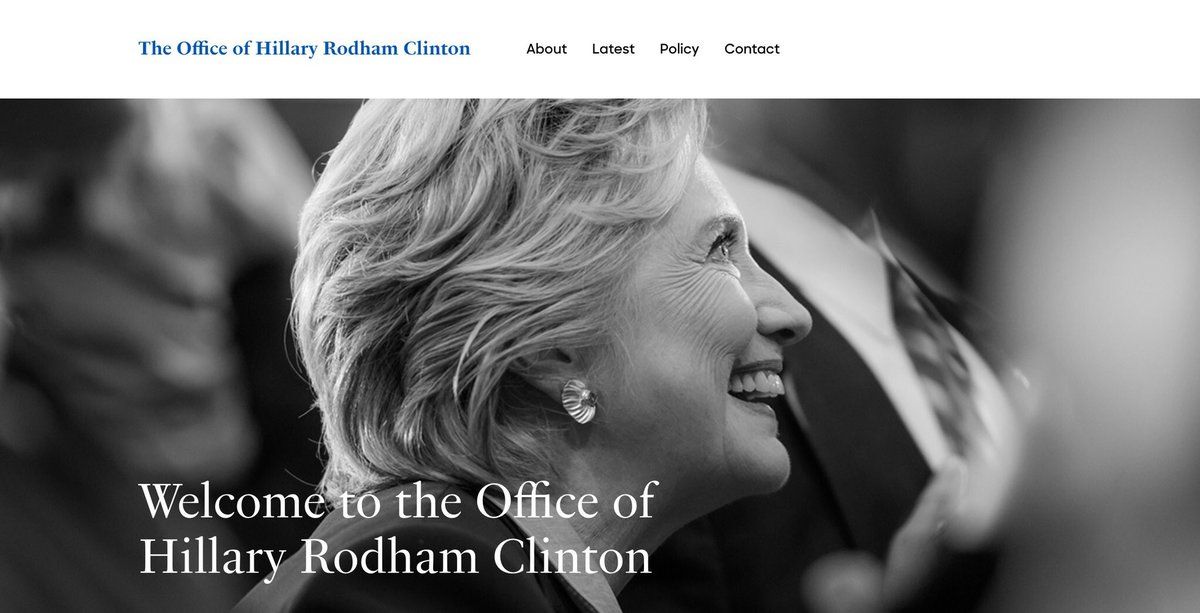 The Office of Hillary Rodham Clinton About Latest Policy Contact
Welcome to the Office of
Hillary Rodham Clinton